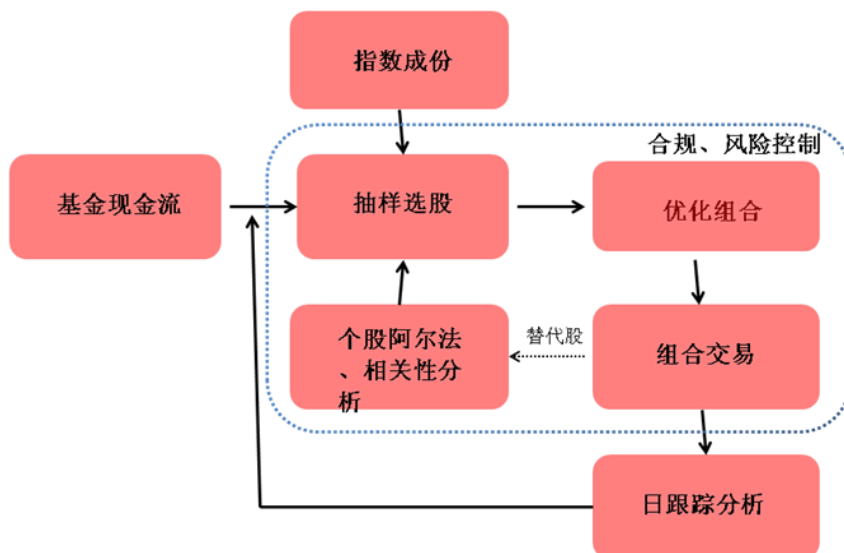 指数成份
合规、风险控制
基金现金流
抽样选股
优化组合
个股阿尔法
、相关性分
析
替代股
组合交易
日跟踪分析